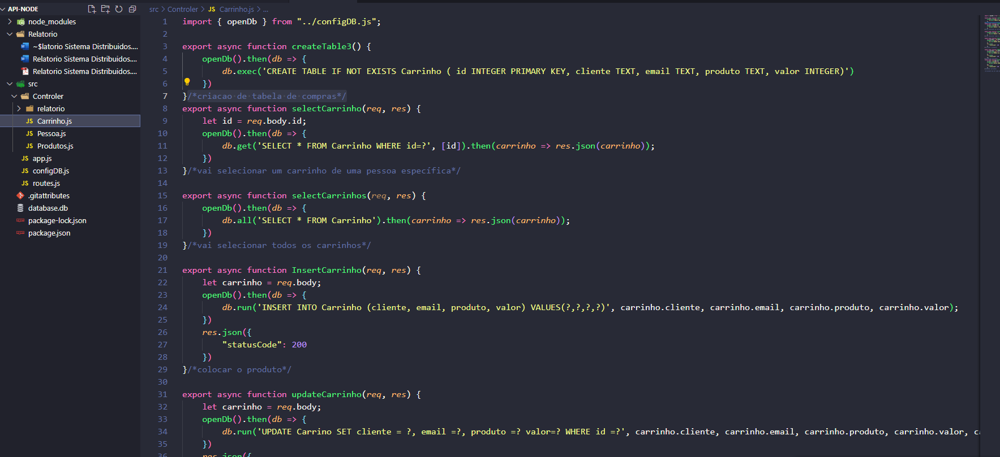 API-NODE
node_modules
Relatorio
~$latorio Sistema Distribuidos....
Relatorio Sistema Distribuidos....
Relatorio Sistema Distribuidos....
src
Controler
relatorio
JS Carrinho.js
JS Pessoa.js
JS Produtos.js
JS app.js
JS configDB.js
JS routes.js
.gitattributes
database.db
package-lock.json
package.json
src > Controler > JS Carrinho.js > ...
1 import { openDb } from "../configDB.js";
2
3 export async function createTable3() {
4 openDb().then(db => {
5 db.exec('CREATE TABLE IF NOT EXISTS Carrinho ( id INTEGER PRIMARY KEY, cliente TEXT, email TEXT, produto TEXT, valor INTEGER)')
6 })
7 }/*criacao de tabela de compras*/
8 export async function selectCarrinho(req, res) {
9 let id = req.body.id;
10 openDb().then(db => {
11 db.get('SELECT * FROM Carrinho WHERE id=?', [id]).then(carrinho => res.json(carrinho));
12 })
13 }/*vai selecionar um carrinho de uma pessoa específica*/
14
15 export async function selectCarrinhos(req, res) {
16 openDb().then(db => {
17 db.all('SELECT * FROM Carrinho').then(carrinho => res.json(carrinho));
18 })
19 }/*vai selecionar todos os carrinhos*/
20
21 export async function InsertCarrinho(req, res) {
22 let carrinho = req.body;
23 openDb().then(db => {
24 db.run('INSERT INTO Carrinho (cliente, email, produto, valor) VALUES(?,?,?,?)', carrinho.cliente, carrinho.email, carrinho.produto, carrinho.valor);
25 })
26 res.json({
27 "statusCode": 200
28 })
29 }/*colocar o produto*/
30
31 export async function updateCarrinho(req, res) {
32 let carrinho = req.body;
33 openDb().then(db => {
34 db.run('UPDATE Carrino SET cliente = ?, email =?, produto =? valor=? WHERE id =?', carrinho.cliente, carrinho.email, carrinho.produto, carrinho.valor,
35 })
36 res.json({